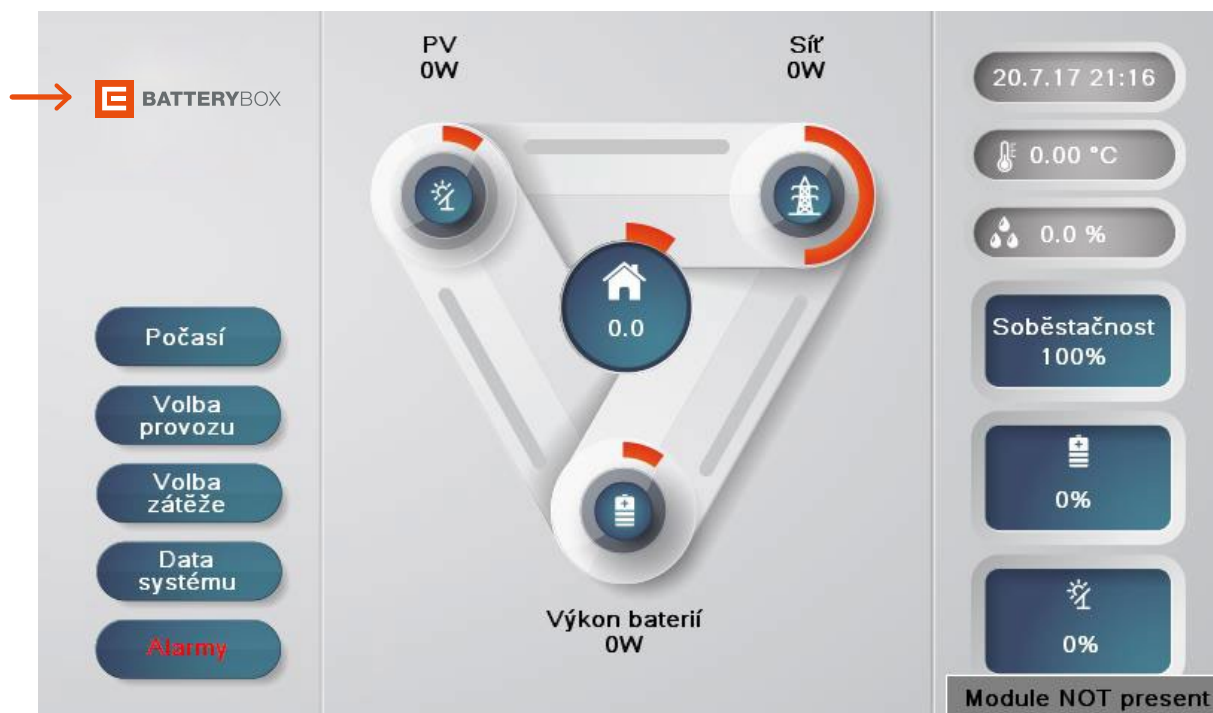 BATTERYBOX
PV
0W
Síť
0W
20.7.17 21:16
0.00 °C
0.0 %
0.0
Počasí
Volba
provozu
Volba
zátěže
Data
systému
Alarmy
Soběstačnost
100%
0%
0%
Výkon baterií
0W
Module NOT present